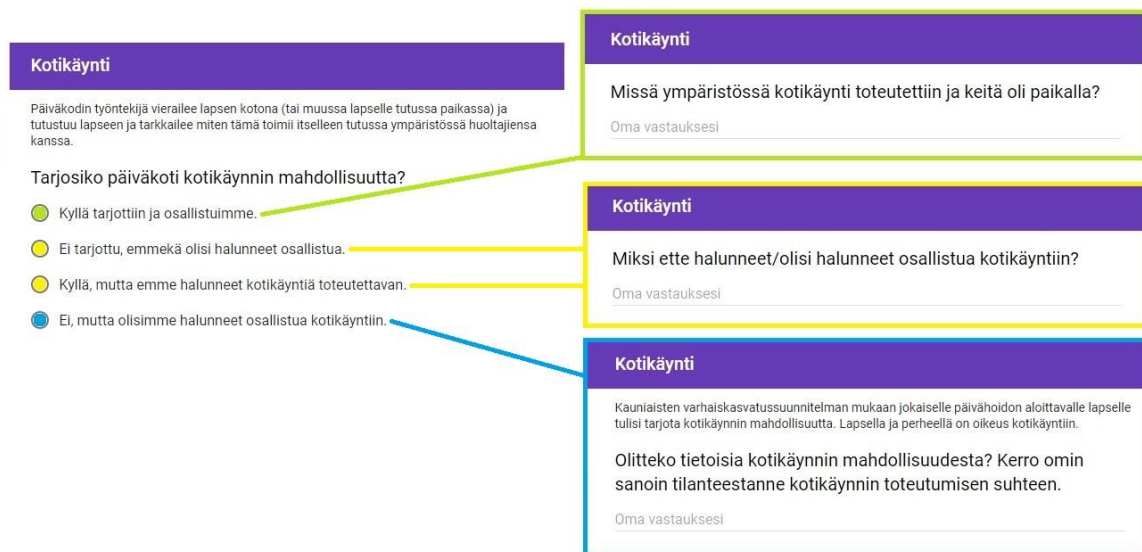 Kotikäynti
Päiväkodin työntekijä vierailee lapsen kotona (tai muussa lapselle tutussa paikassa) ja
tutustuu lapseen ja tarkkailee miten tämä toimii itselleen tutussa ympäristössä huoltajiensa
kanssa.
Tarjosiko päiväkoti kotikäynnin mahdollisuutta?
Kyllä tarjottiin ja osallistuimme.
Ei tarjottu, emmekä olisi halunneet osallistua.
Kyllä, mutta emme halunneet kotikäyntiä toteutettavan.
Ei, mutta olisimme halunneet osallistua kotikäyntiin.
Kotikäynti
Missä ympäristössä kotikäynti toteutettiin ja keitä oli paikalla?
Oma vastauksesi
Kotikäynti
Miksi ette halunneet/olisi halunneet osallistua kotikäyntiin?
Oma vastauksesi
Kotikäynti
Kauniaisten varhaiskasvatussuunnitelman mukaan jokaiselle päivähoidon aloittavalle lapselle
tulisi tarjota kotikäynnin mahdollisuutta. Lapsella ja perheellä on oikeus kotikäyntiin.
Olitteko tietoisia kotikäynnin mahdollisuudesta? Kerro omin
sanoin tilanteestanne kotikäynnin toteutumisen suhteen.
Oma vastauksesi